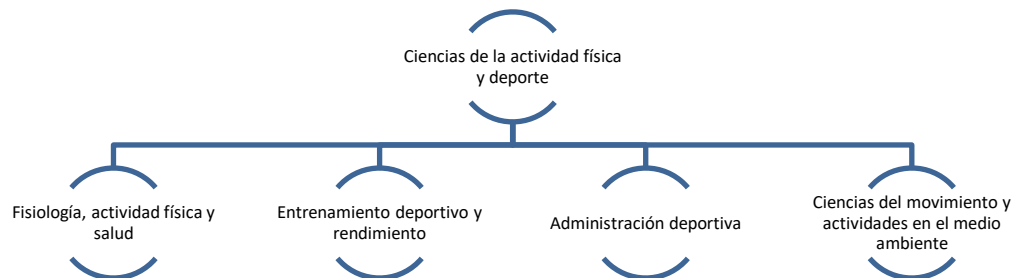 Ciencias de la actividad física
y deporte
Fisiología, actividad física y
salud
Entrenamiento deportivo y
rendimiento
Administración deportiva
Ciencias del movimiento y
actividades en el medio
ambiente